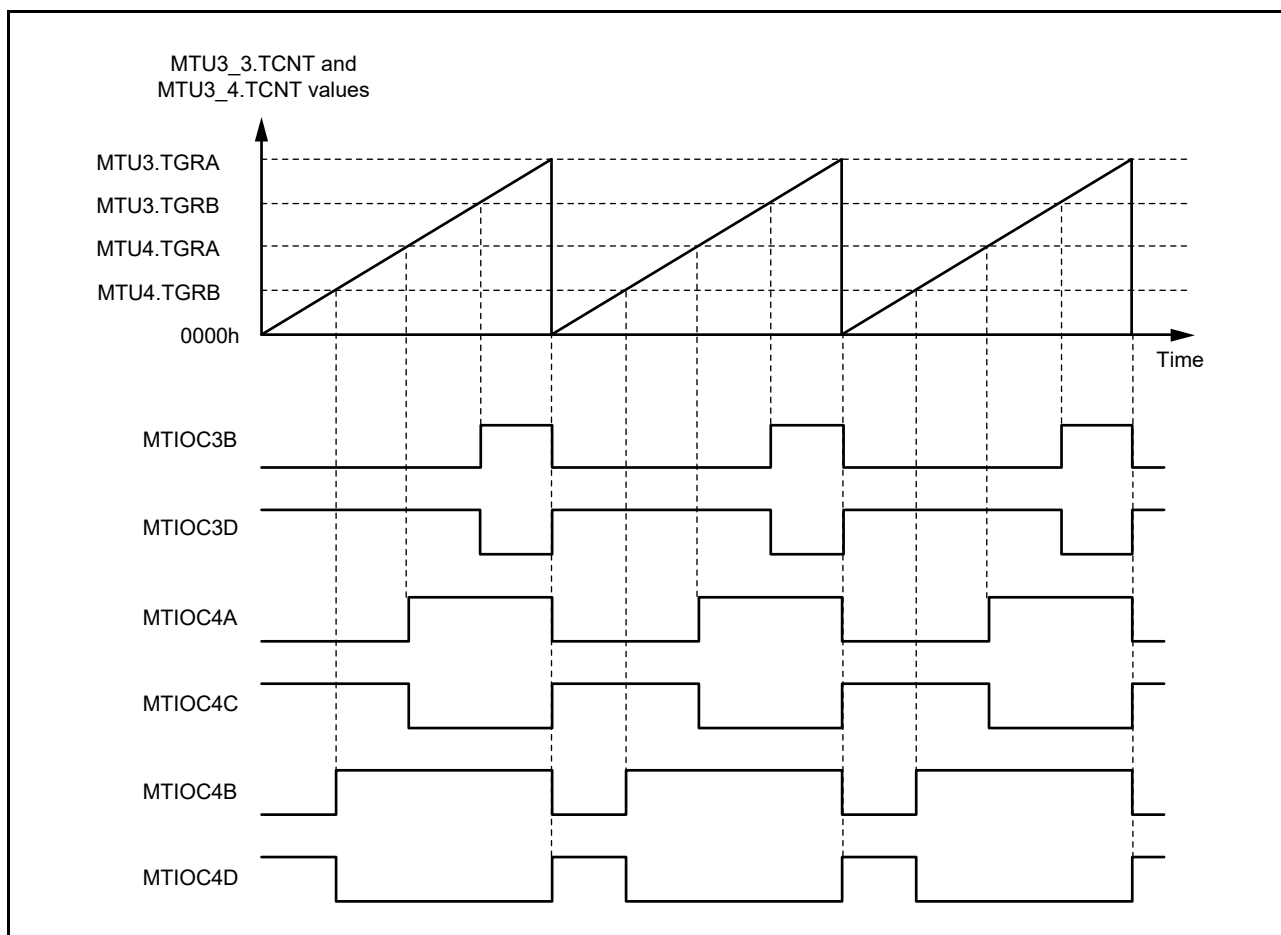 MTU3_3.TCNT and
MTU3_4.TCNT values
MTU3.TGRA
MTU3.TGRB
MTU4.TGRA
MTU4.TGRB
0000h
Time
MTIOC3B
MTIOC3D
MTIOC4A
MTIOC4C
MTIOC4B
MTIOC4D